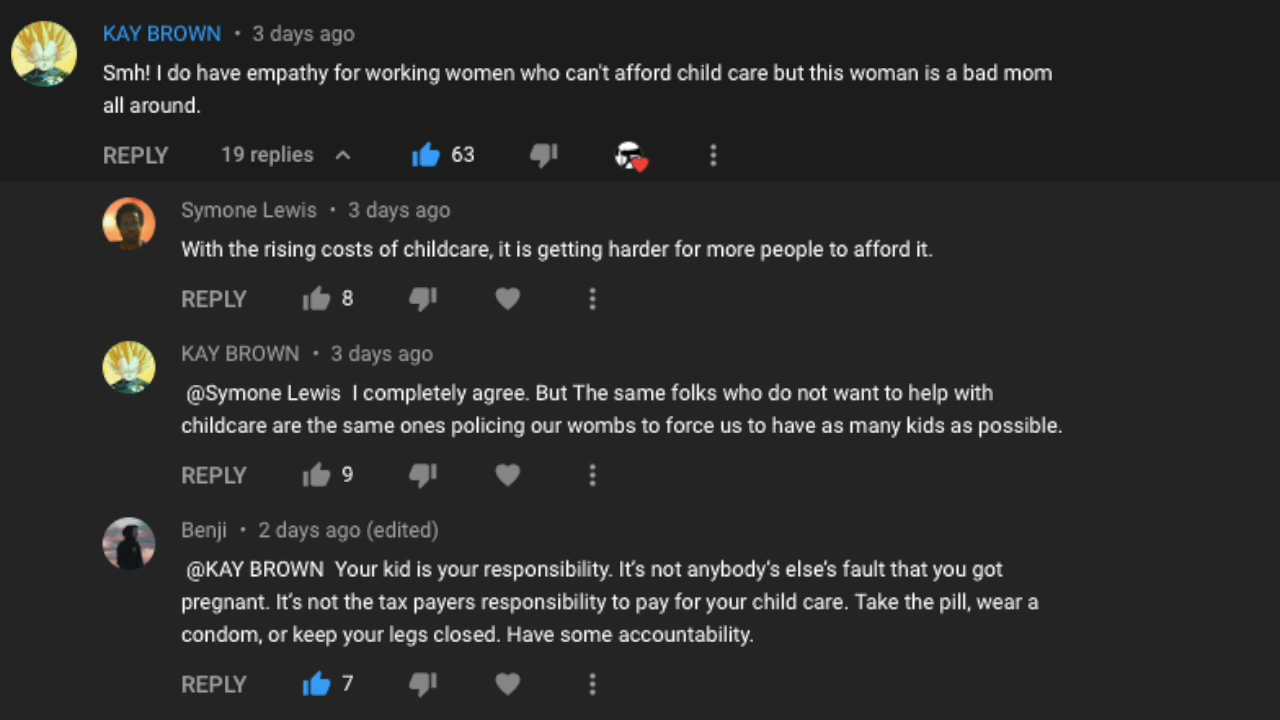 KAY BROWN • 3 days ago
Smh! I do have empathy for working women who can't afford child care but this woman is a bad mom
all around.
REPLY 19 replies 63
Symone Lewis • 3 days ago
With the rising costs of childcare, it is getting harder for more people to afford it.
REPLY 8
KAY BROWN • 3 days ago
@Symone Lewis I completely agree. But The same folks who do not want to help with
childcare are the same ones policing our wombs to force us to have as many kids as possible.
REPLY 9
Benji • 2 days ago (edited)
@KAY BROWN Your kid is your responsibility. It’s not anybody’s else’s fault that you got
pregnant. It’s not the tax payers responsibility to pay for your child care. Take the pill, wear a
condom, or keep your legs closed. Have some accountability.
REPLY 7